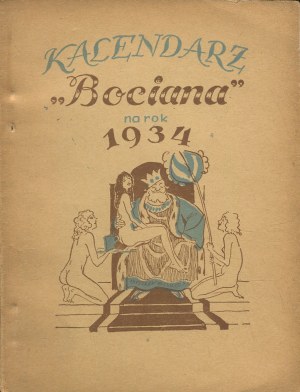 KALENDARZ
„Bociana”
na rok
1934